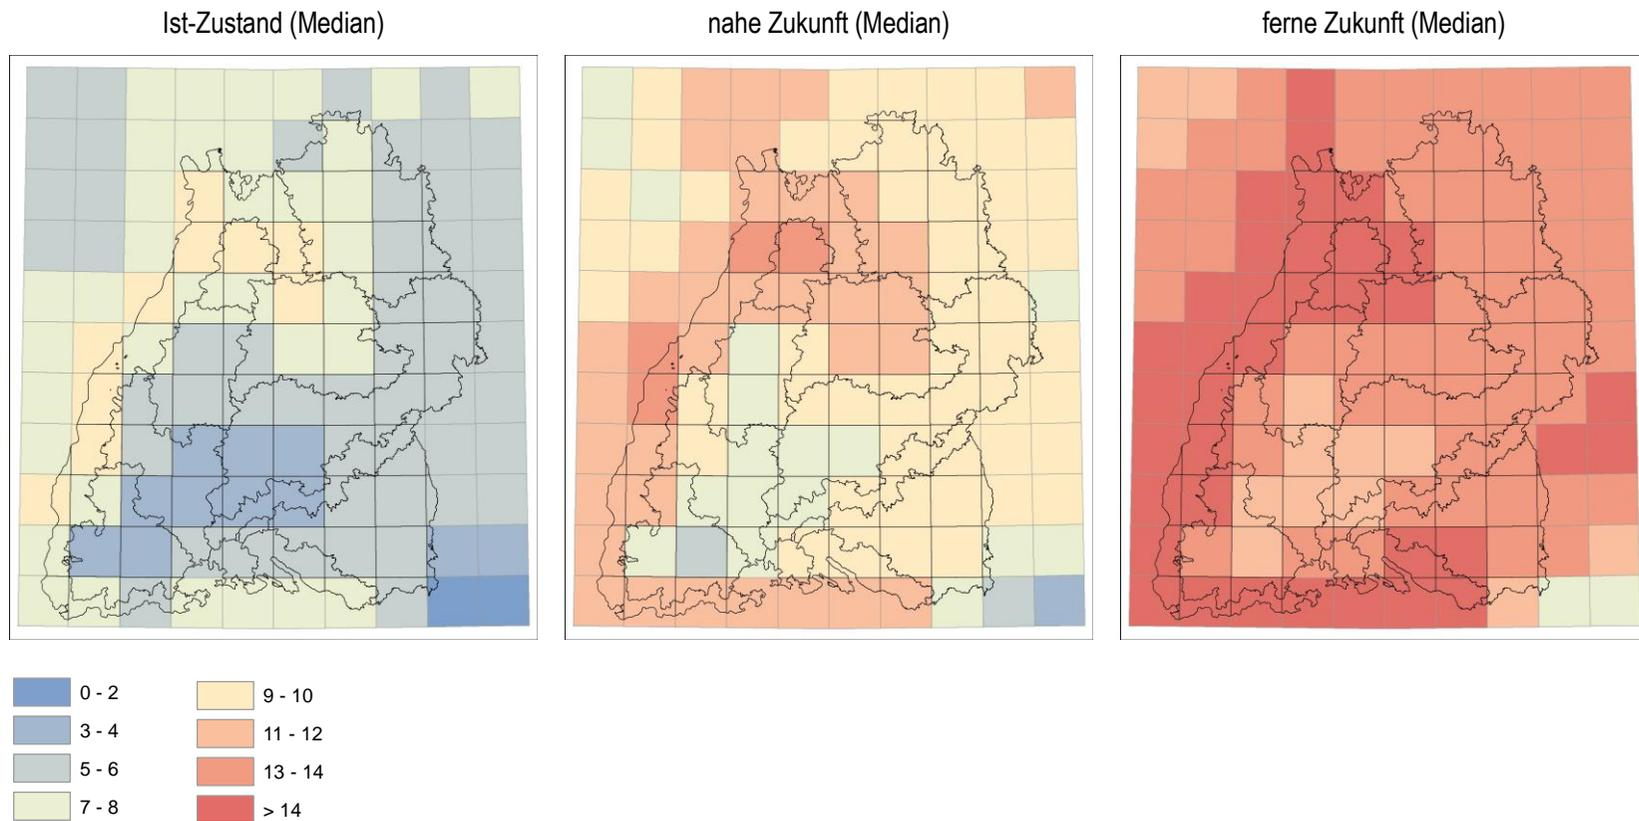 Ist-Zustand (Median)
nahe Zukunft (Median)
ferne Zukunft (Median)
0 - 2
3 - 4
5 - 6
7 - 8
9 - 10
11 - 12
13 - 14
> 14